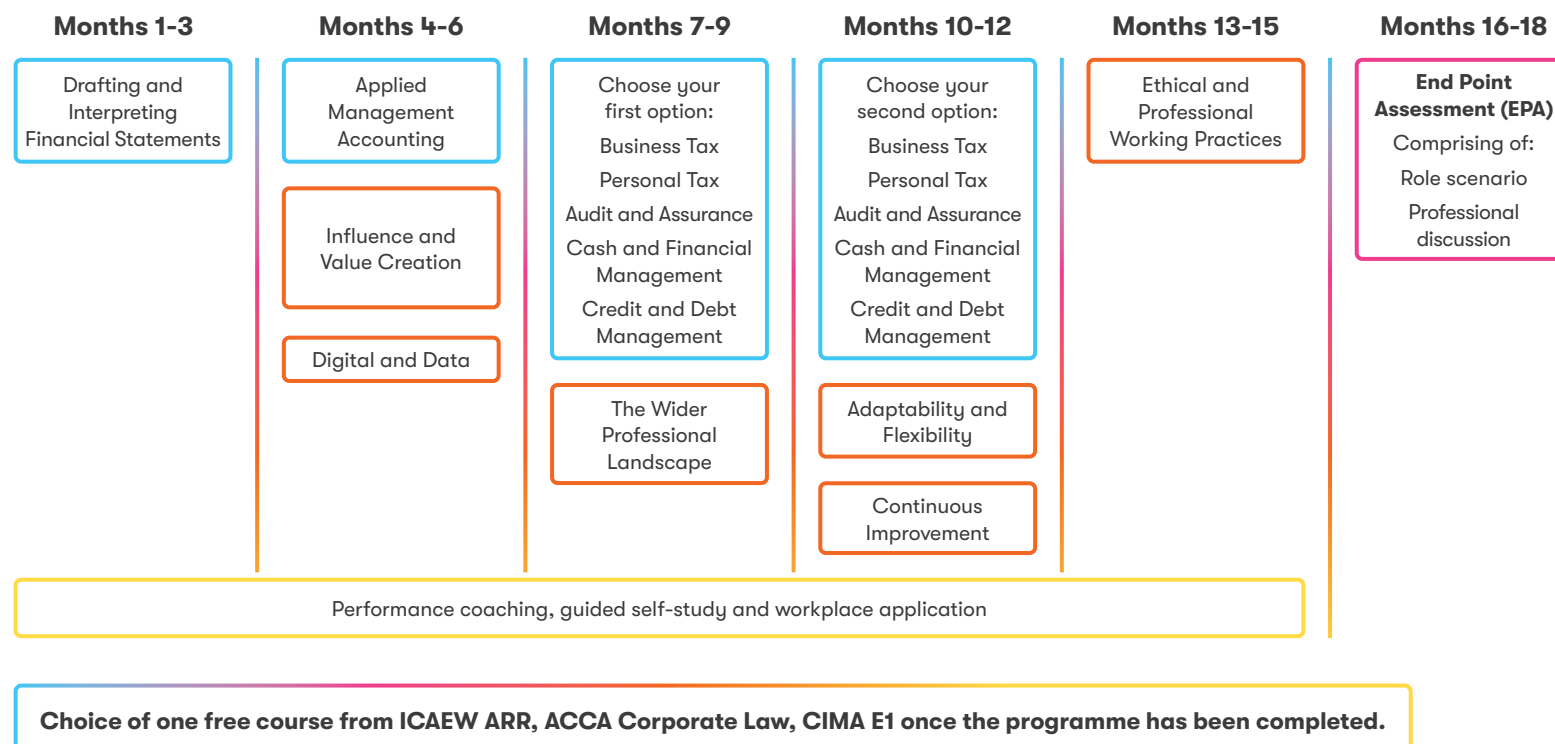 Months 1-3
Drafting and
Interpreting
Financial Statements
Months 4-6
Applied
Management
Accounting
Influence and
Value Creation
Digital and Data
Months 7-9
Choose your
first option:
Business Tax
Personal Tax
Audit and Assurance
Cash and Financial
Management
Credit and Debt
Management
The Wider
Professional
Landscape
Months 10-12
Choose your
second option:
Business Tax
Personal Tax
Audit and Assurance
Cash and Financial
Management
Credit and Debt
Management
Adaptability and
Flexibility
Continuous
Improvement
Months 13-15
Ethical and
Professional
Working Practices
Months 16-18
End Point
Assessment (EPA)
Comprising of:
Role scenario
Professional
discussion
Performance coaching, guided self-study and workplace application
Choice of one free course from ICAEW ARR, ACCA Corporate Law, CIMA E1 once the programme has been completed.